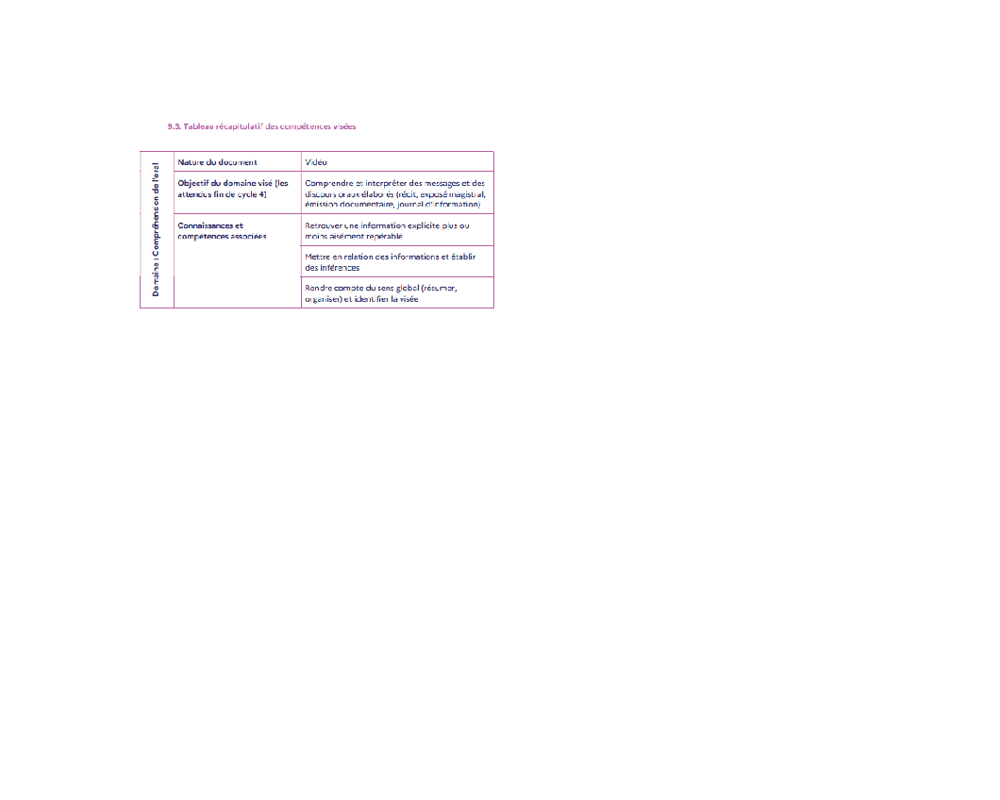 9.3. Tableau récapitulatif des compétences visées
Domaine : Compréhension de l'oral
Nature du document
Vidéo
Objectif du domaine visé (les
attendus fin de cycle 4)
Comprendre et interpréter des messages et des
discours oraux élaborés (récit, exposé magistral,
émission documentaire, journal d'information)
Connaissances et
compétences associées
Retrouver une information explicite plus ou
moins aisément repérable
Mettre en relation des informations et établir
des inférences
Rendre compte du sens global (résumer,
organiser) et identifier la visée